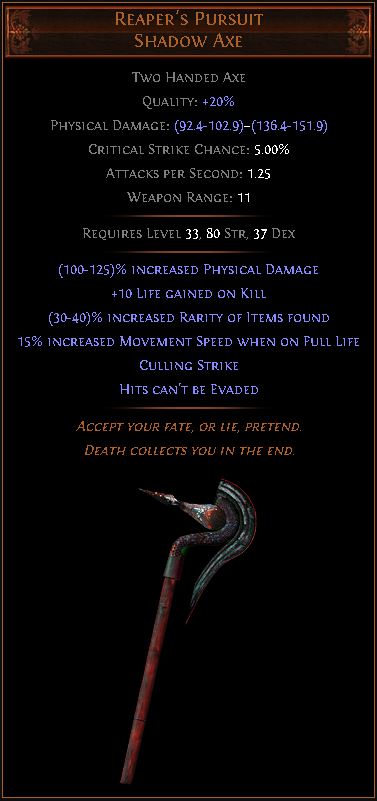 Reaper's Pursuit
Shadow Axe
Two Handed Axe
Quality: +20%
Physical Damage: (92.4-102.9)–(136.4-151.9)
Critical Strike Chance: 5.00%
Attacks per Second: 1.25
Weapon Range: 11
Requires Level 33, 80 Str, 37 Dex
(100-125)% increased Physical Damage
+10 Life gained on Kill
(30-40)% increased Rarity of Items found
15% increased Movement Speed when on Full Life
Culling Strike
Hits can't be Evaded
Accept your fate, or lie, pretend.
Death collects you in the end.